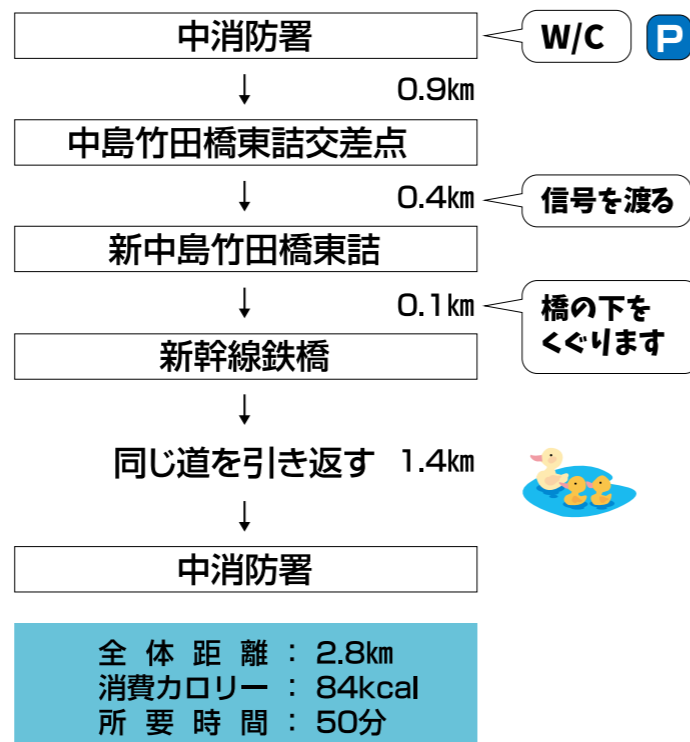 中消防署
W/C P
↓ 0.9km
中島竹田橋東詰交差点
↓ 0.4km
信号を渡る
新中島竹田橋東詰
↓ 0.1km
橋の下を
くぐります
新幹線鉄橋
↓
同じ道を引き返す 1.4km
↓
中消防署
全体距離：2.8km
消費カロリー：84kcal
所要時間：50分